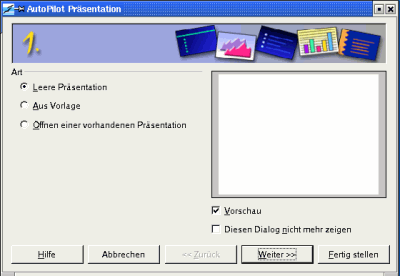 AutoPilot Präsentation
1.
Art
Leere Präsentation
Aus Vorlage
Öffnen einer vorhandenen Präsentation
Vorschau
Diesen Dialog nicht mehr zeigen
Hilfe
Abbrechen
<< Zurück
Weiter >>
Fertig stellen